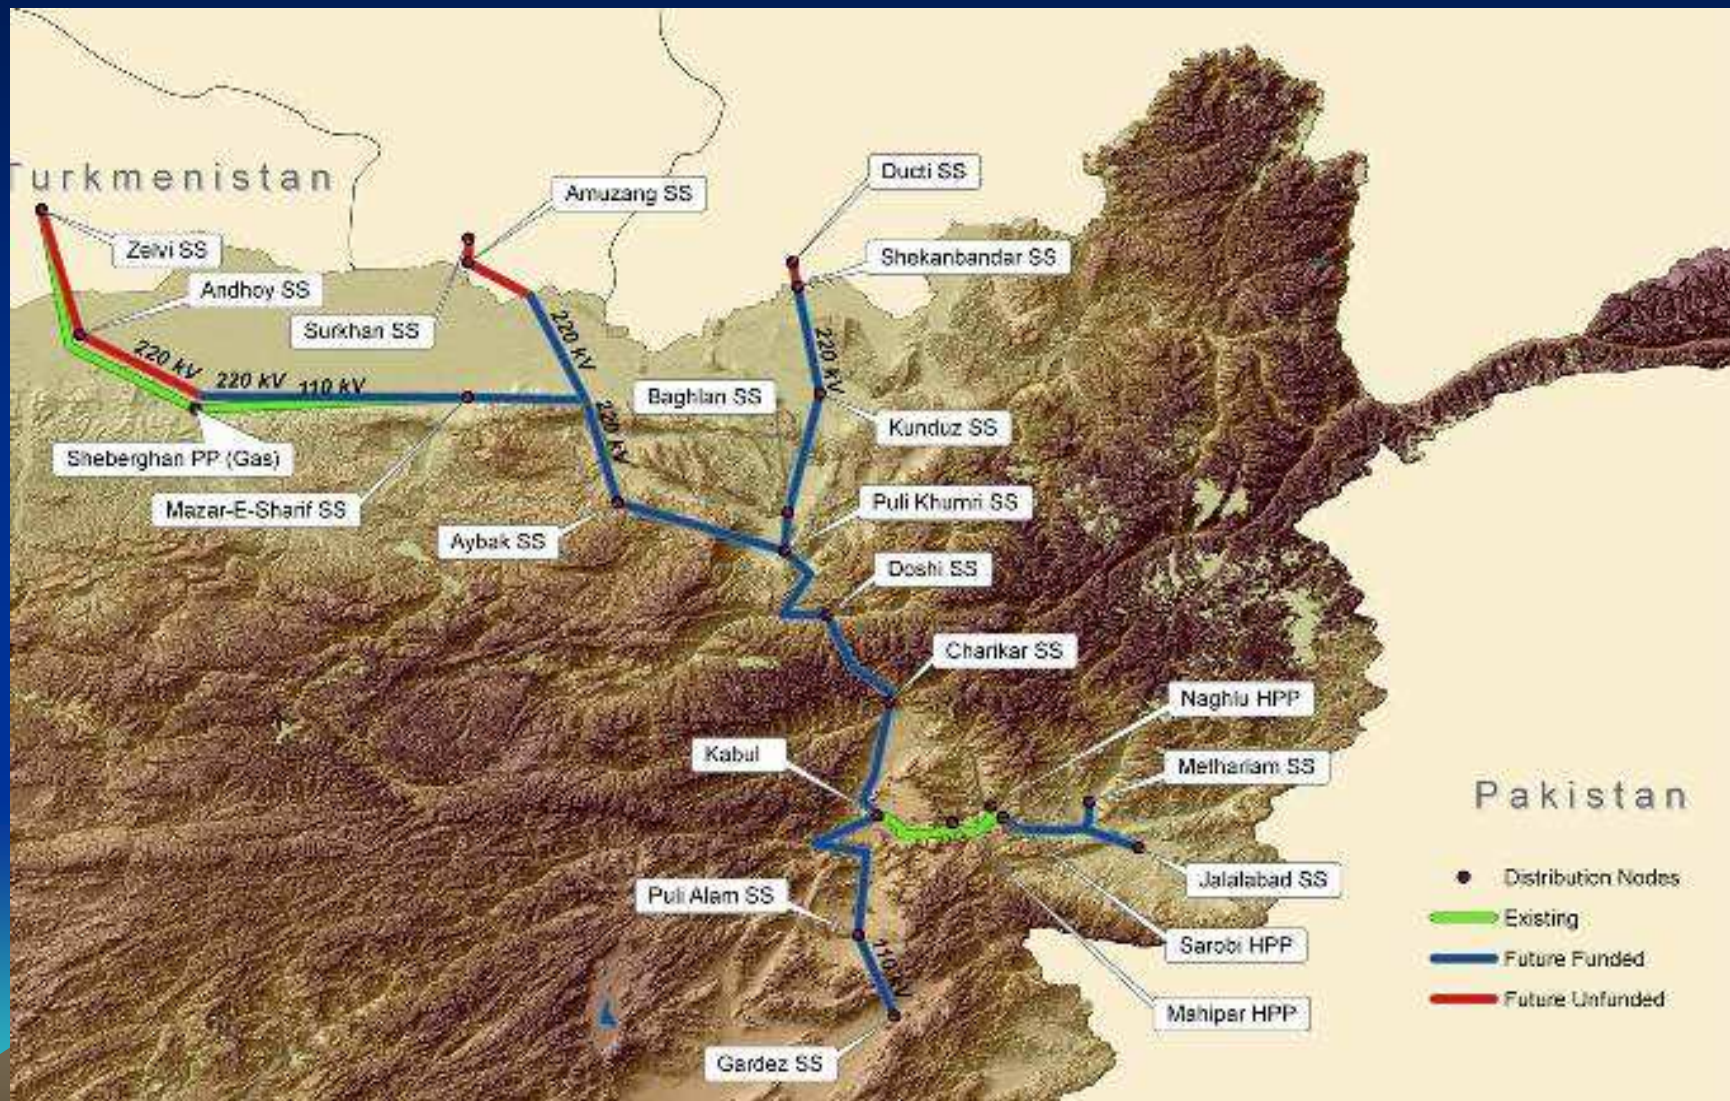 Turkmenistan
Ducti SS
Amuzang SS
Zelvi SS
Shekanbandar SS
Andhoy SS
Surkhan SS
220 kV
220 kV
220 kV
220 kV
110 kV
220 kV
Baghlan SS
Kunduz SS
Sheberghan PP (Gas)
Mazar-E-Sharif SS
Puli Khumri SS
Aybak SS
Doshi SS
Charikar SS
Naghlu HPP
Kabul
Metharlam SS
Pakistan
Jalalabad SS
Distribution Nodes
Puli Alam SS
Existing
Sarobi HPP
110 kV
Future Funded
Future Unfunded
Mahipar HPP
Gardez SS